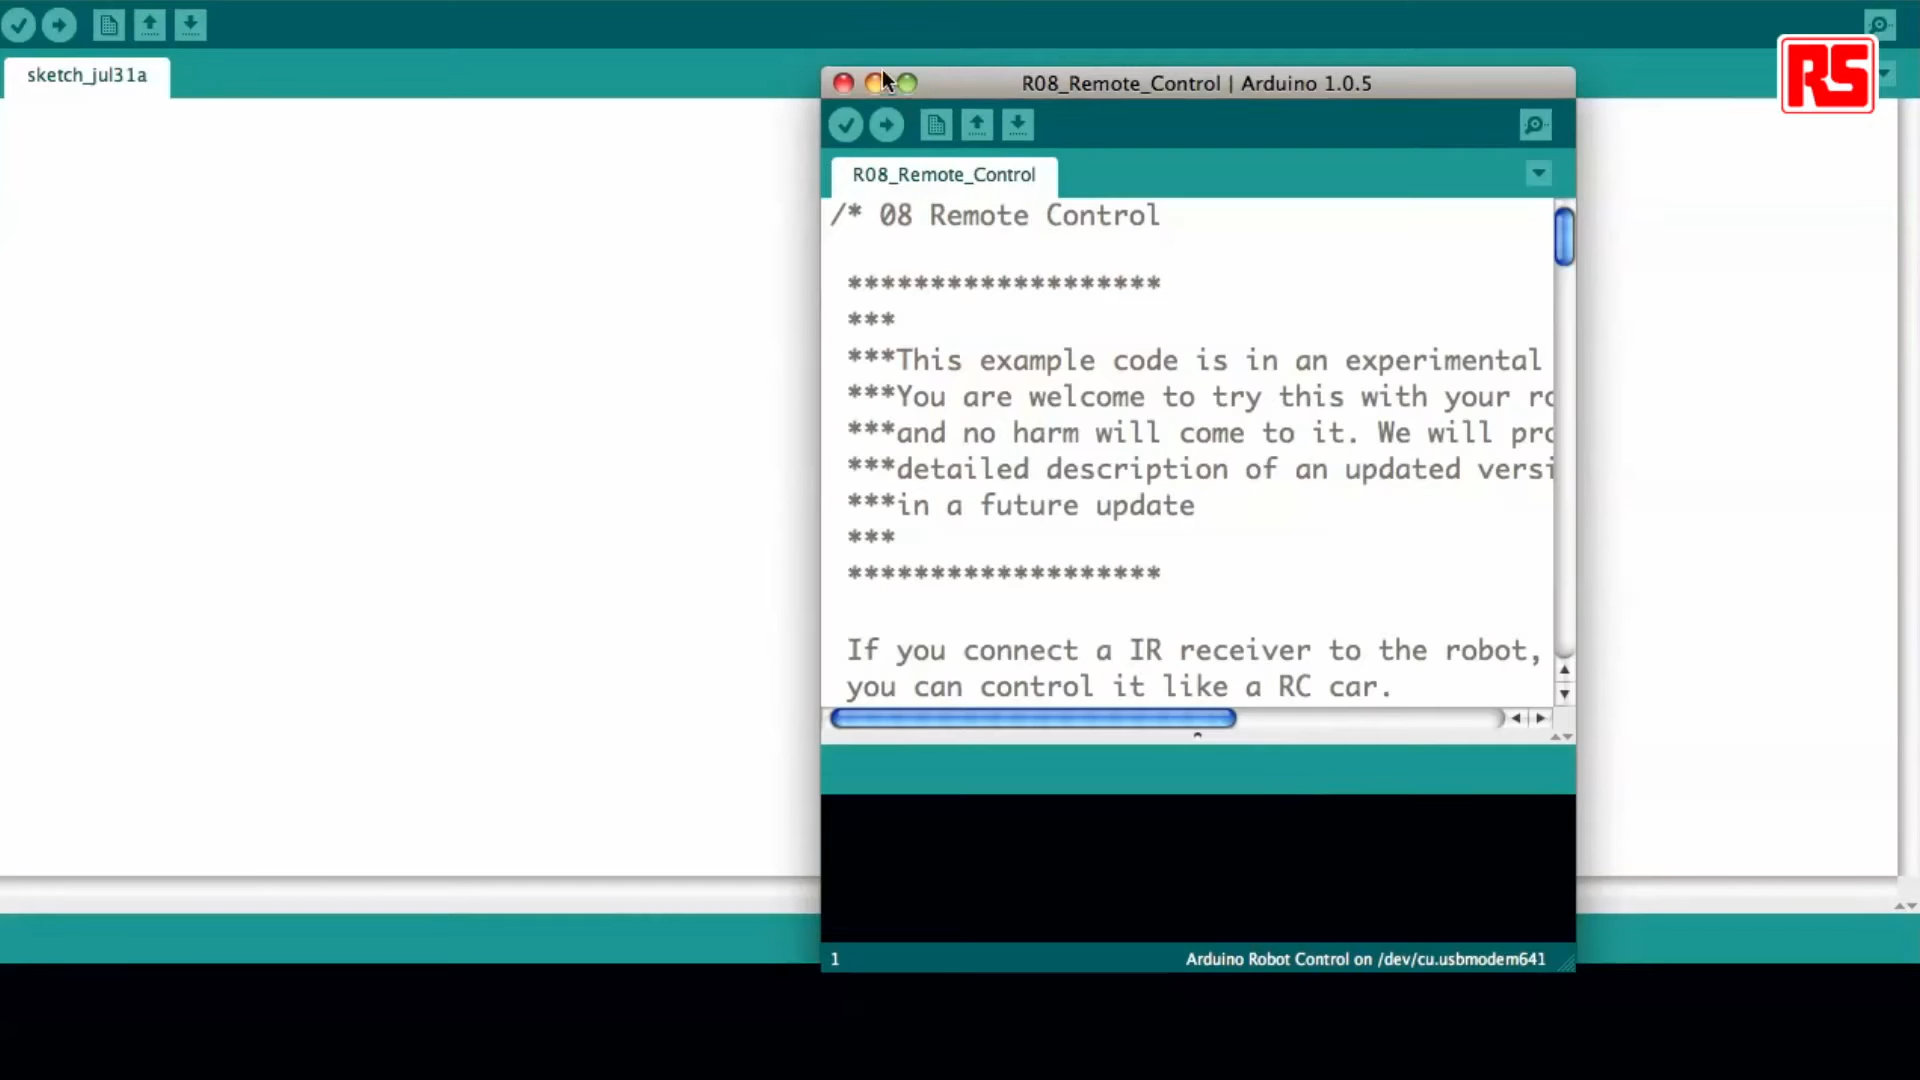 sketch_jul31a
RS
R08_Remote_Control | Arduino 1.0.5
R08_Remote_Control
/* 08 Remote Control
*******************
***
***This example code is in an experimental
***You are welcome to try this with your ro
***and no harm will come to it. We will pro
***detailed description of an updated versi
***in a future update
***
*******************
If you connect a IR receiver to the robot,
you can control it like a RC car.
1
Arduino Robot Control on /dev/cu.usbmodem641